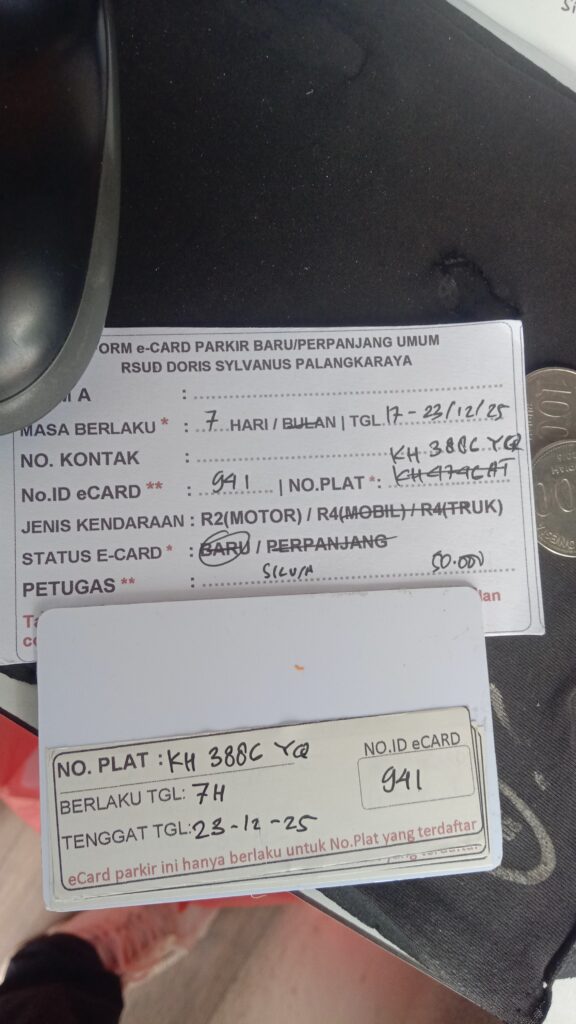 ORM e-CARD PARKIR BARU/PERPANJANG UMUM
RSUD DORIS SYLVANUS PALANGKARAYA
M A :
MASA BERLAKU * : 7 HARI / BULAN | TGL. 17 - 23/12/25
NO. KONTAK :
KH 3886 YQ
No.ID eCARD ** : 941 | NO.PLAT * :
JENIS KENDARAAN : R2(MOTOR) / R4(MOBIL) / R4(TRUK)
STATUS E-CARD * : BARU / PERPANJANG
PETUGAS ** : SILVIA 50.000
NO. PLAT : KH 3886 YQ
NO.ID eCARD
941
BERLAKU TGL: 7H
TENGGAT TGL: 23-12-25
eCard parkir ini hanya berlaku untuk No.Plat yang terdaftar